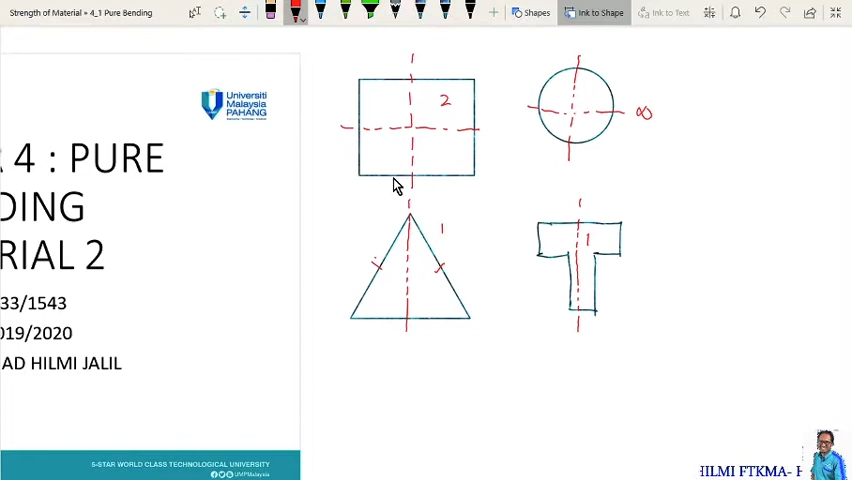 Strength of Material » 4_1 Pure Bending
Shapes
Ink to Shape
Ink to Text
Universiti
Malaysia
PAHANG
4 : PURE
DING
RIAL 2
33/1543
019/2020
AD HILMI JALIL
5-STAR WORLD CLASS TECHNOLOGICAL UNIVERSITY
UMPMalaysia
2
∞
1
1
HILMI FTKMA- H